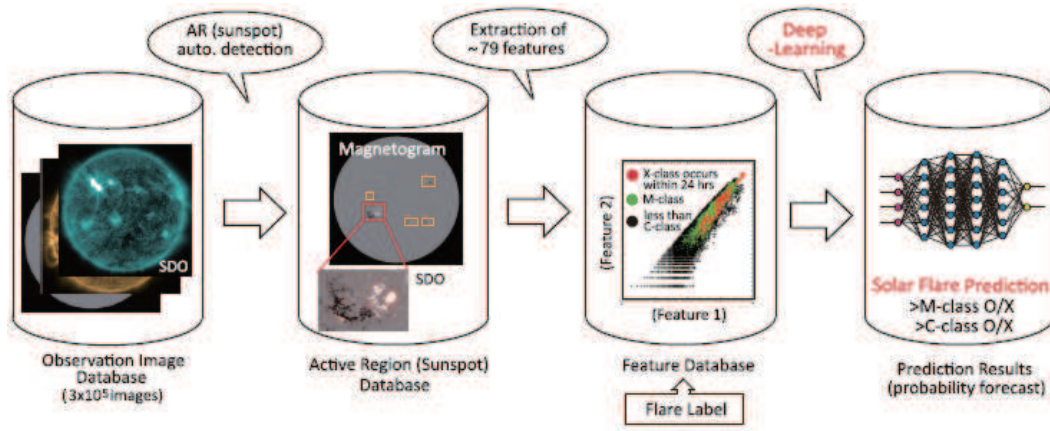 AR (sunspot)
auto. detection
Extraction of
~79 features
Deep
-Learning
SDO
Magnetogram
SDO
X-class occurs
within 24 hrs
M-class
less than
C-class
(Feature 2)
(Feature 1)
Solar Flare Prediction
>M-class O/X
>C-class O/X
Observation Image
Database
(3x10⁵images)
Active Region (Sunspot)
Database
Feature Database
Flare Label
Prediction Results
(probability forecast)